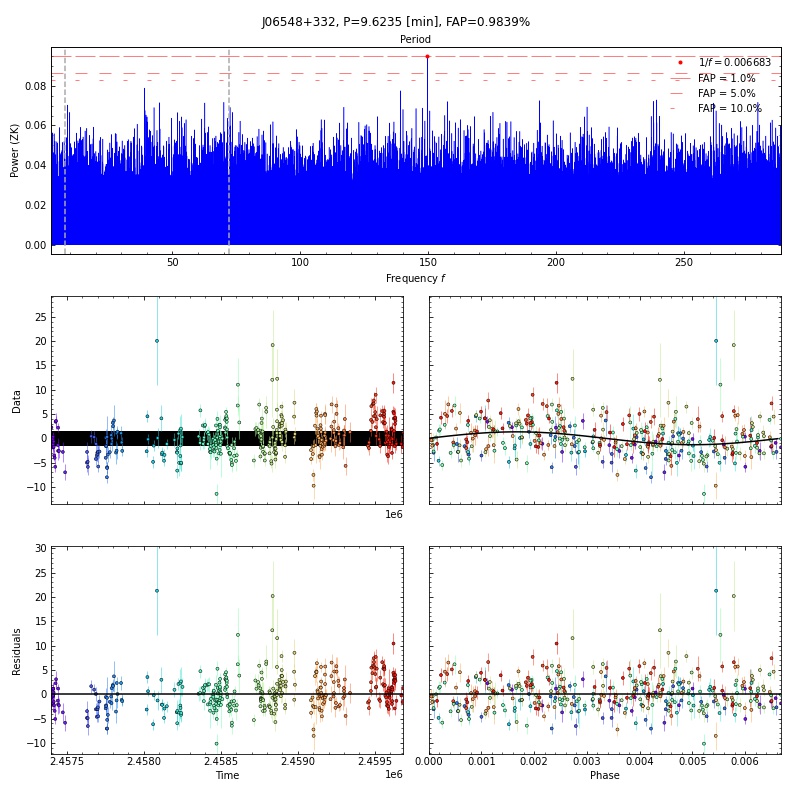 J06548+332, P=9.6235 [min], FAP=0.9839%
Period
Power (ZK)
0.08
0.06
0.04
0.02
0.00
1/f = 0.006683
FAP = 1.0%
FAP = 5.0%
FAP = 10.0%
50 100 150 200 250
Frequency f
Data
25
20
15
10
5
0
−5
−10
1e6
Residuals
30
25
20
15
10
5
0
−5
−10
2.4575 2.4580 2.4585 2.4590 2.4595
1e6
Time
0.000 0.001 0.002 0.003 0.004 0.005 0.006
Phase